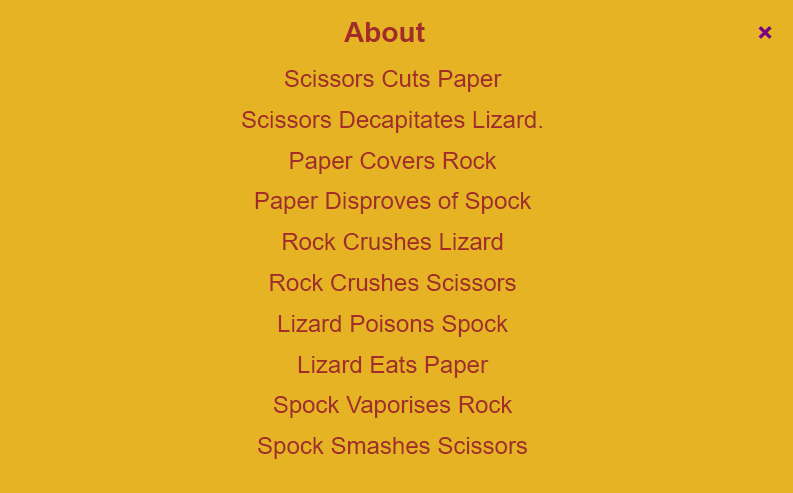 About ×
Scissors Cuts Paper
Scissors Decapitates Lizard.
Paper Covers Rock
Paper Disproves of Spock
Rock Crushes Lizard
Rock Crushes Scissors
Lizard Poisons Spock
Lizard Eats Paper
Spock Vaporises Rock
Spock Smashes Scissors